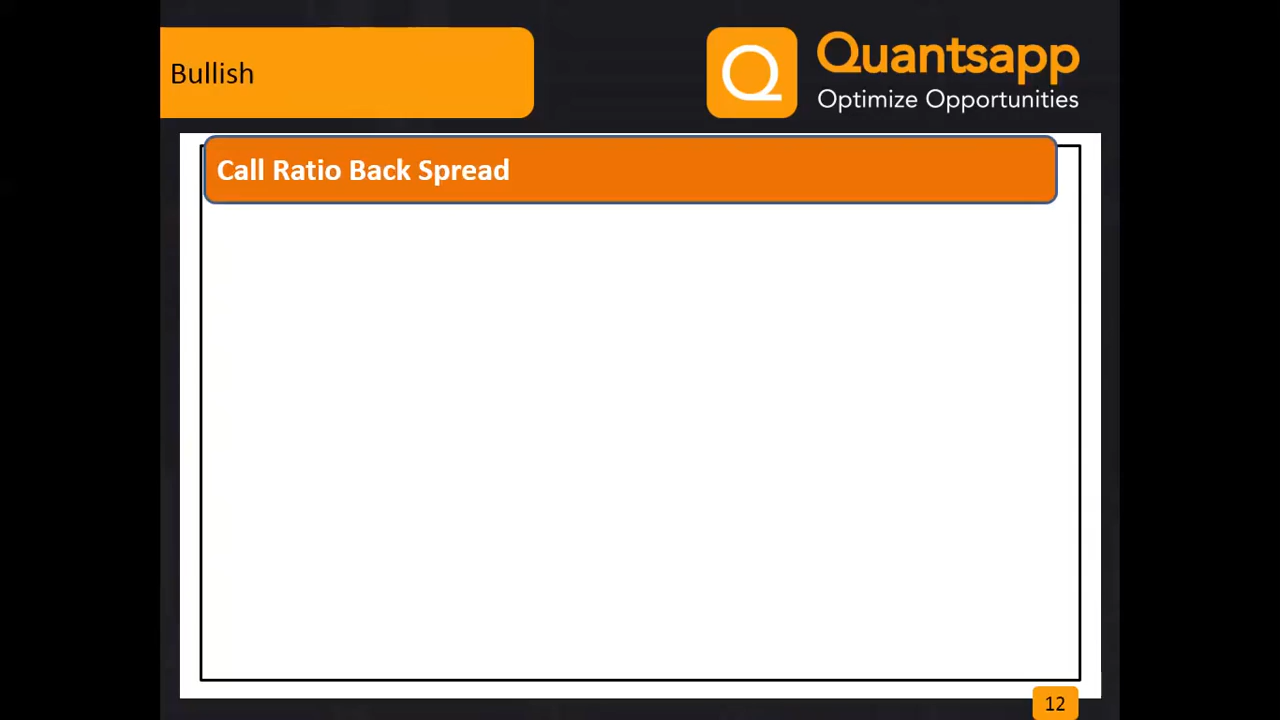 Bullish
Q
Quantsapp
Optimize Opportunities
Call Ratio Back Spread
12